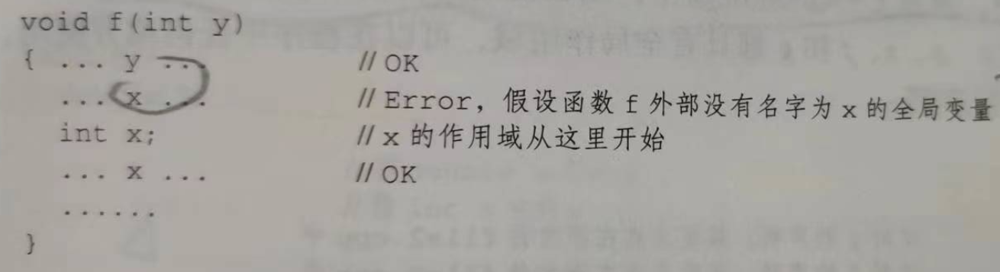 void f(int y)
{ ... y ... // OK
... x ... // Error, 假设函数 f 外部没有名字为 x 的全局变量
int x; // x 的作用域从这里开始
... x ... // OK
......
}